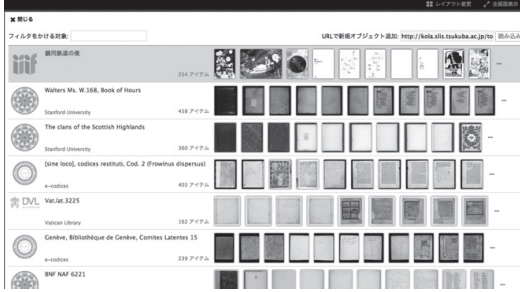 レイアウト変更 全画面表示
✖ 閉じる
フィルタをかける対象: URLで新規オブジェクト追加: http://kola.slis.tsukuba.ac.jp/to 読み込み
iiif 銀河鉄道の夜
254 アイテム
Walters Ms. W.168, Book of Hours
Stanford University 458 アイテム
The clans of the Scottish Highlands
Stanford University 380 アイテム
[sine loco], codices restituti, Cod. 2 (Frowinus dispersus)
e-codices 403 アイテム
DVL Vat.lat.3225
Vatican Library 162 アイテム
Genève, Bibliothèque de Genève, Comites Latentes 15
e-codices 239 アイテム
BNF NAF 6221